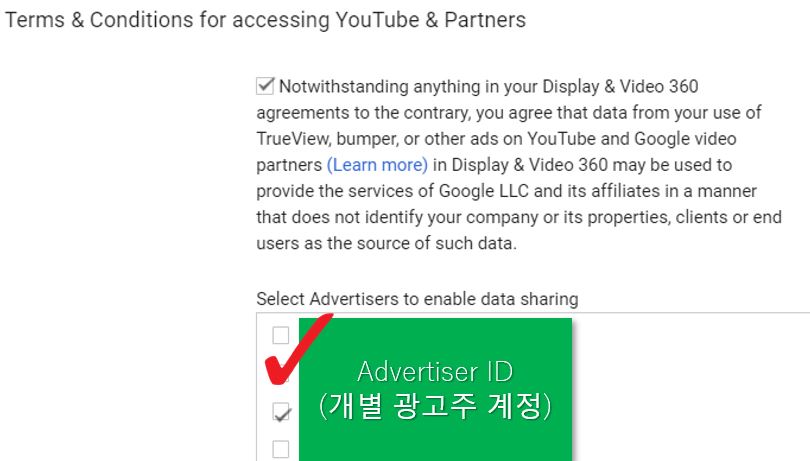 Terms & Conditions for accessing YouTube & Partners
Notwithstanding anything in your Display & Video 360
agreements to the contrary, you agree that data from your use of
TrueView, bumper, or other ads on YouTube and Google video
partners (Learn more) in Display & Video 360 may be used to
provide the services of Google LLC and its affiliates in a manner
that does not identify your company or its properties, clients or end
users as the source of such data.
Select Advertisers to enable data sharing
Advertiser ID
(개별 광고주 계정)